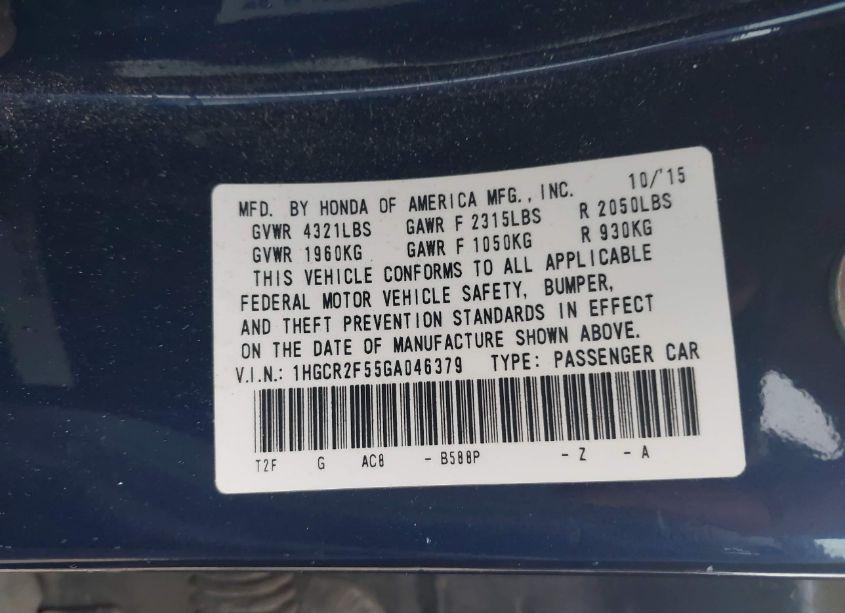 MFD. BY HONDA OF AMERICA MFG., INC. 10/'15
GVWR 4321LBS GAWR F 2315LBS R 2050LBS
GVWR 1960KG GAWR F 1050KG R 930KG
THIS VEHICLE CONFORMS TO ALL APPLICABLE
FEDERAL MOTOR VEHICLE SAFETY, BUMPER,
AND THEFT PREVENTION STANDARDS IN EFFECT
ON THE DATE OF MANUFACTURE SHOWN ABOVE.
V.I.N.: 1HGCR2F55GA046379 TYPE: PASSENGER CAR
T2F G AC8 - B588P - Z - A